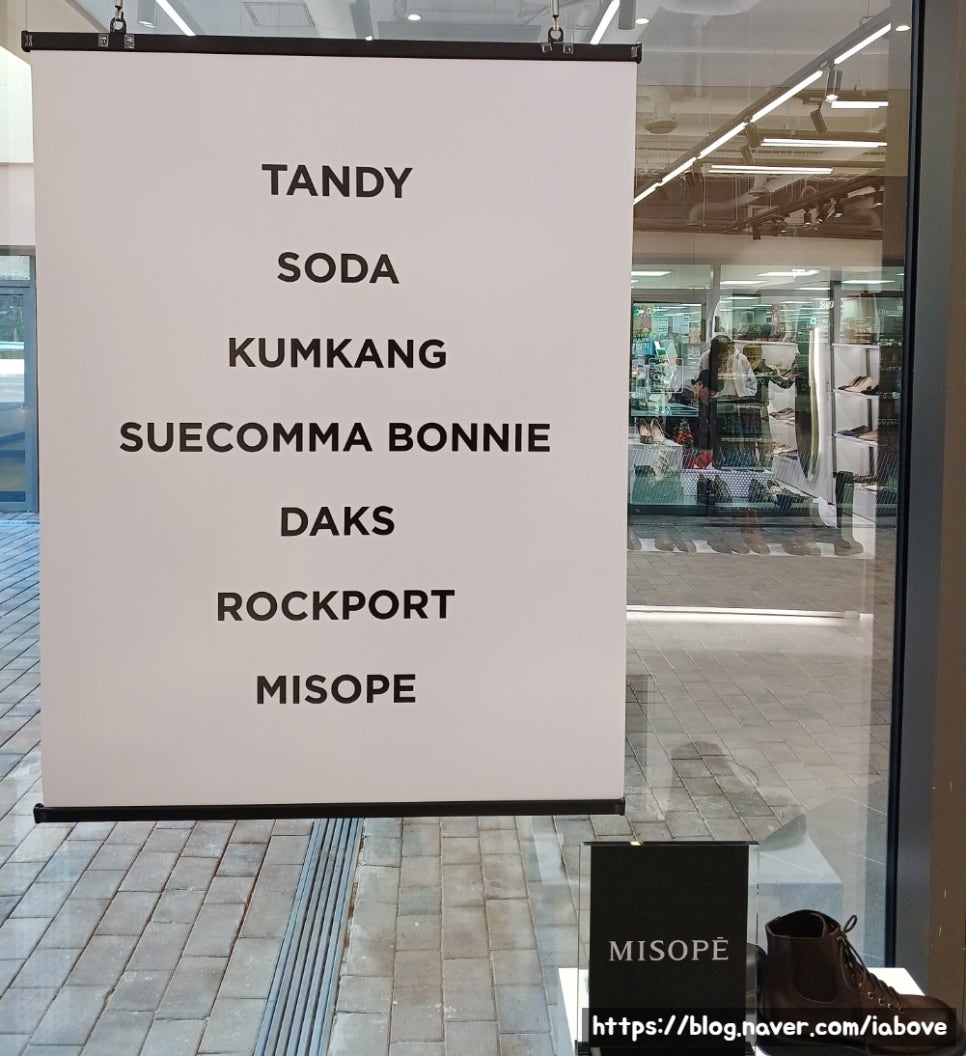 TANDY
SODA
KUMKANG
SUECOMMA BONNIE
DAKS
ROCKPORT
MISOPE
MISOPĒ
https://blog.naver.com/iabove